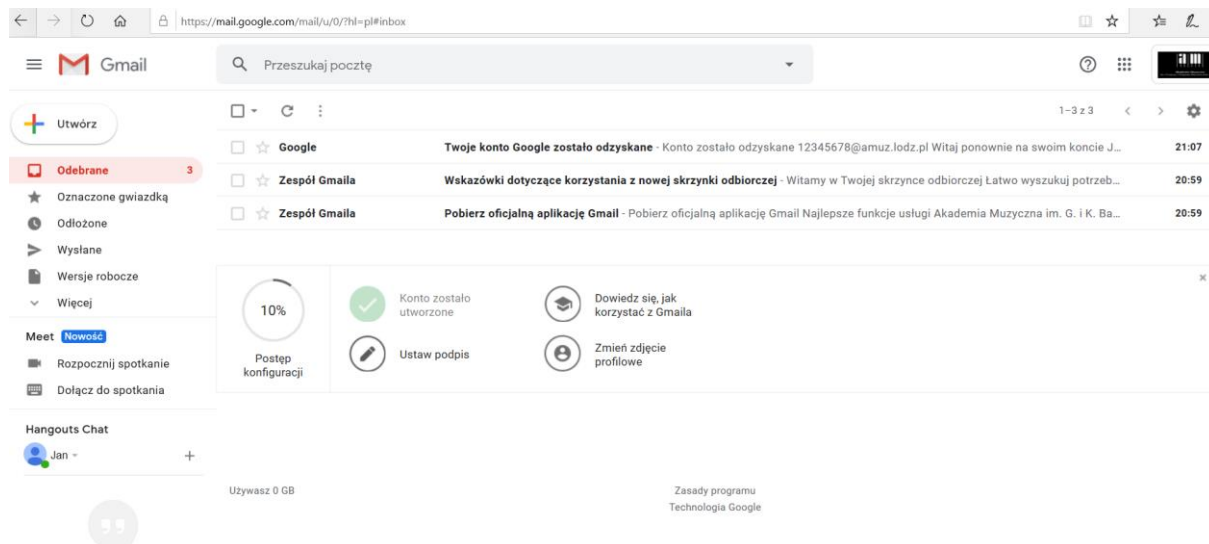 https://mail.google.com/mail/u/0/?hl=pl#inbox
Gmail
Przeszukaj pocztę
am
Utwórz
1–3 z 3
Google Twoje konto Google zostało odzyskane - Konto zostało odzyskane 12345678@amuz.lodz.pl Witaj ponownie na swoim koncie J... 21:07
Zespół Gmaila Wskazówki dotyczące korzystania z nowej skrzynki odbiorczej - Witamy w Twojej skrzynce odbiorczej Łatwo wyszukuj potrzeb... 20:59
Zespół Gmaila Pobierz oficjalną aplikację Gmail - Pobierz oficjalną aplikację Gmail Najlepsze funkcje usługi Akademia Muzyczna im. G. i K. Ba... 20:59
Odebrane 3
Oznaczone gwiazdką
Odłożone
Wysłane
Wersje robocze
Więcej
Meet Nowość
Rozpocznij spotkanie
Dołącz do spotkania
Hangouts Chat
Jan
10%
Postęp
konfiguracji
Konto zostało
utworzone
Ustaw podpis
Dowiedz się, jak
korzystać z Gmaila
Zmień zdjęcie
profilowe
Używasz 0 GB
Zasady programu
Technologia Google